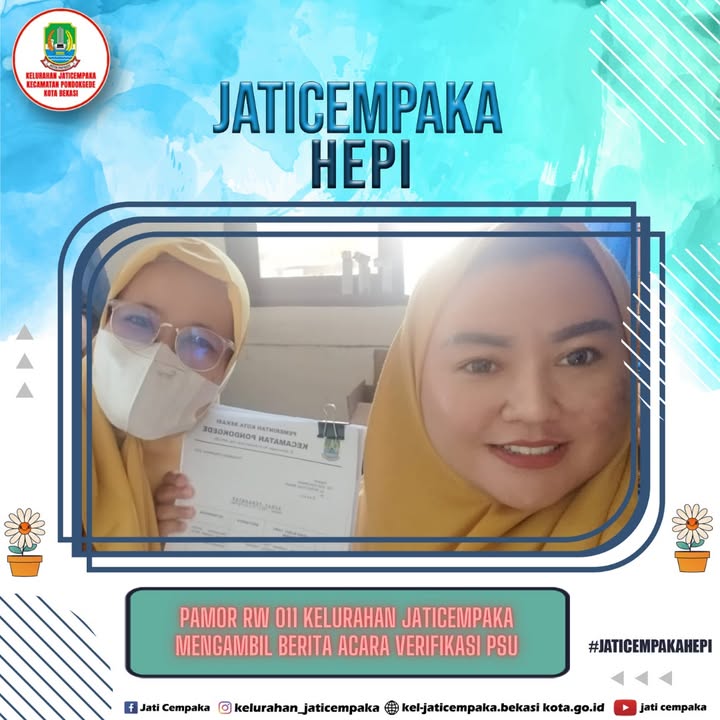 KELURAHAN JATICEMPAKA
KECAMATAN PONDOKGEDE
KOTA BEKASI
JATICEMPAKA
HEPI
PEMERINTAH KOTA BEKASI
KECAMATAN PONDOKGEDE
PAMOR RW 011 KELURAHAN JATICEMPAKA
MENGAMBIL BERITA ACARA VERIFIKASI PSU
#JATICEMPAKAHEPI
Jati Cempaka
kelurahan_jaticempaka
kel-jaticempaka.bekasi kota.go.id
jati cempaka